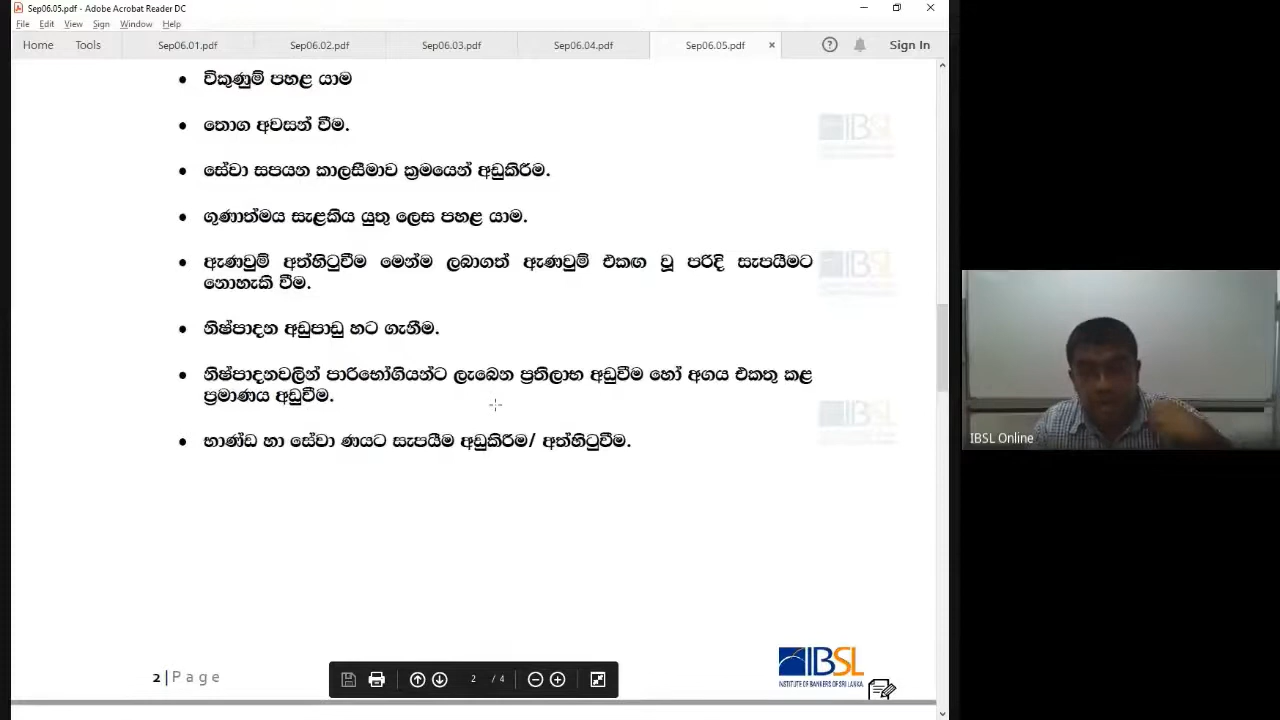 Sep06.05.pdf - Adobe Acrobat Reader DC
File Edit View Sign Window Help
Home Tools Sep06.01.pdf Sep06.02.pdf Sep06.03.pdf Sep06.04.pdf Sep06.05.pdf × ? Sign In
• විකුණුම් පහළ යාම
• තොග අවසන් වීම.
• සේවා සපයන කාලසීමාව ක්‍රමයෙන් අඩුකිරීම.
• ගුණාත්මය සැළකිය යුතු ලෙස පහළ යාම.
• ඇණවුම් අත්හිටුවීම මෙන්ම ලබාගත් ඇණවුම් එකඟ වූ පරිදි සැපයීමට
නොහැකි වීම.
• නිෂ්පාදන අඩුපාඩු හට ගැනීම.
• නිෂ්පාදනවලින් පාරිභෝගියන්ට ලැබෙන ප්‍රතිලාභ අඩුවීම හෝ අගය එකතු කළ
ප්‍රමාණය අඩුවීම.
• භාණ්ඩ හා සේවා ණයට සැපයීම අඩුකිරීම/ අත්හිටුවීම.
IBSL
IBSL
IBSL
IBSL Online
2 | Page
2 / 4
IBSL
INSTITUTE OF BANKERS OF SRI LANKA